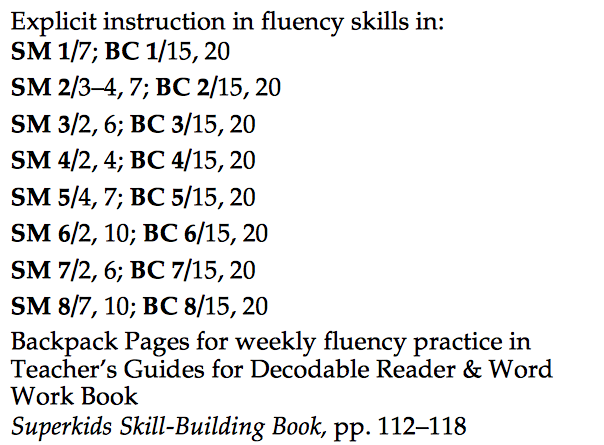 Explicit instruction in fluency skills in:
SM 1/7; BC 1/15, 20
SM 2/3–4, 7; BC 2/15, 20
SM 3/2, 6; BC 3/15, 20
SM 4/2, 4; BC 4/15, 20
SM 5/4, 7; BC 5/15, 20
SM 6/2, 10; BC 6/15, 20
SM 7/2, 6; BC 7/15, 20
SM 8/7, 10; BC 8/15, 20
Backpack Pages for weekly fluency practice in
Teacher’s Guides for Decodable Reader & Word
Work Book
Superkids Skill-Building Book, pp. 112–118